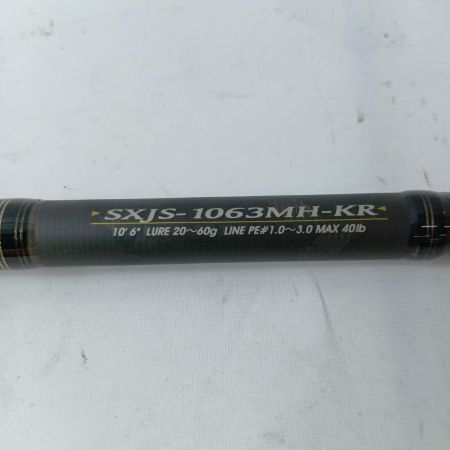 SXJS-1063MH-KR
10' 6" LURE 20～60g LINE PE#1.0～3.0 MAX 40lb